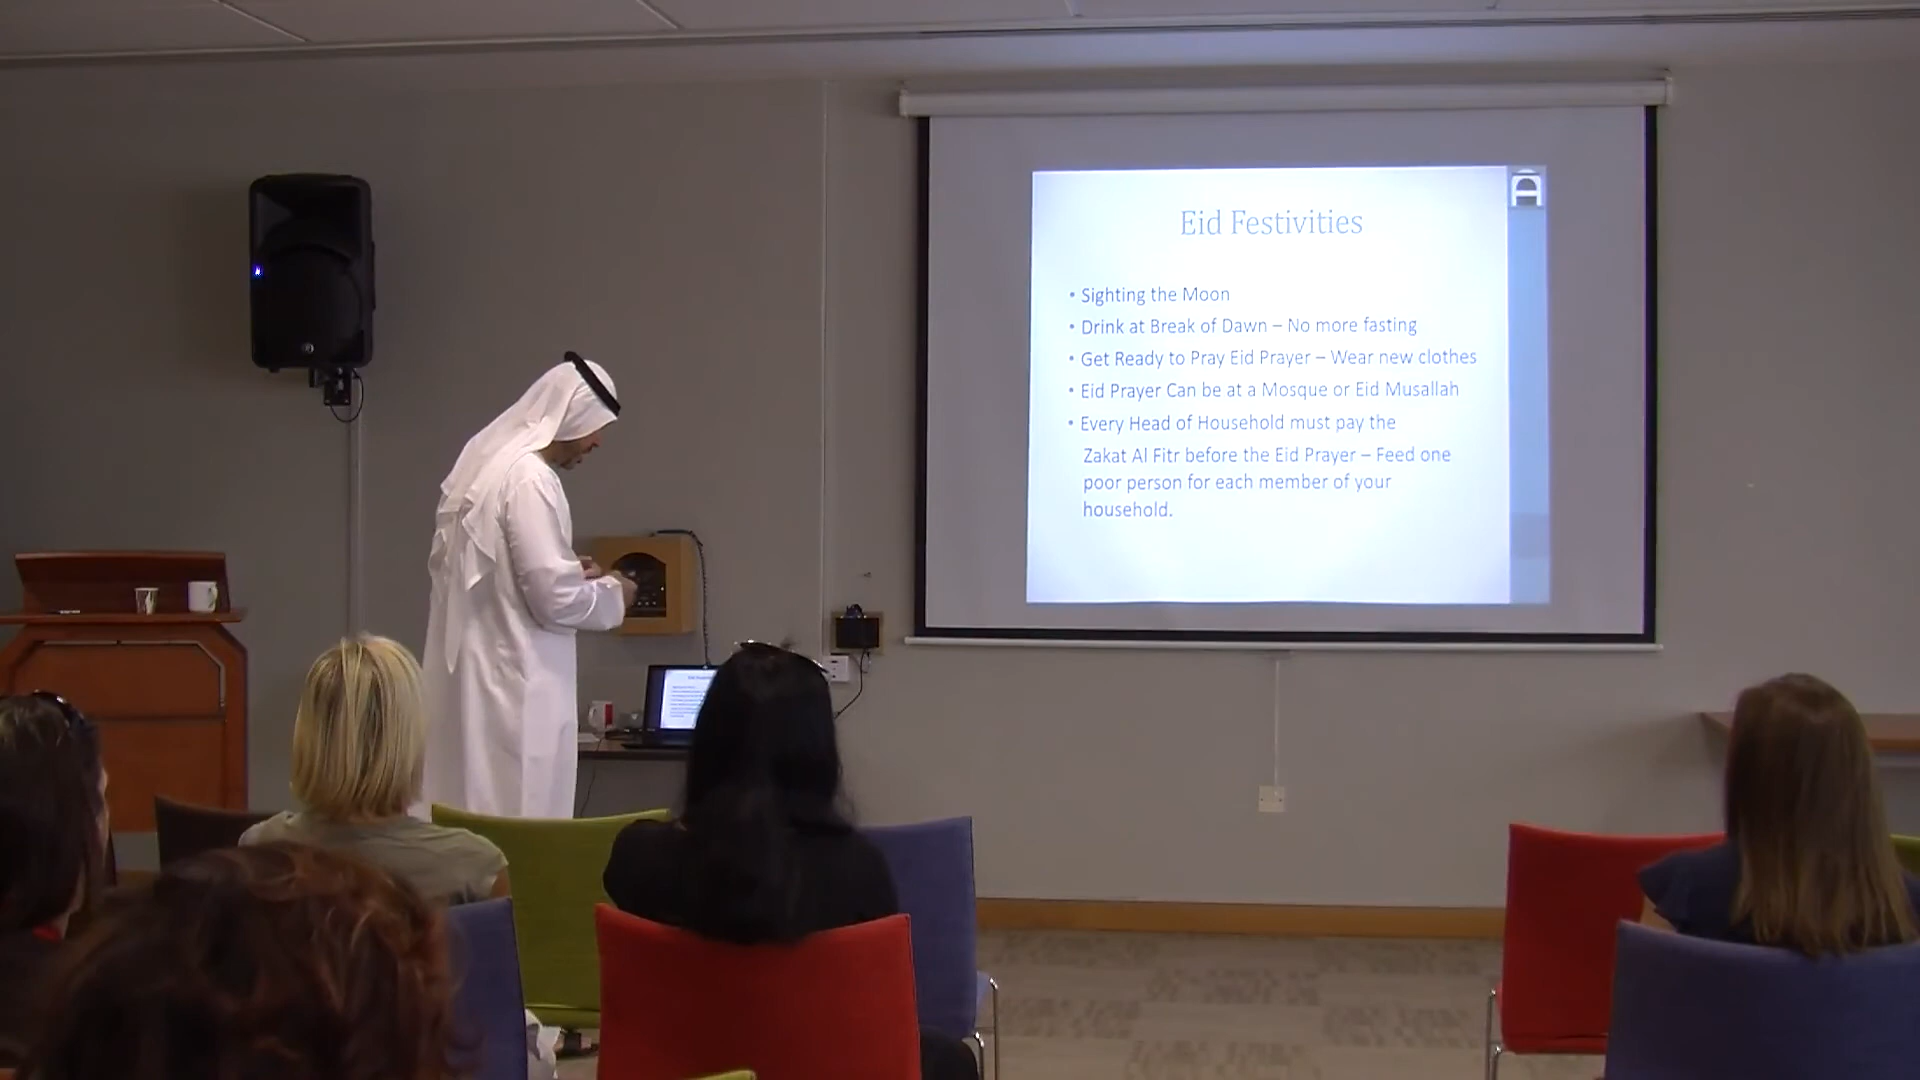 Eid Festivities
• Sighting the Moon
• Drink at Break of Dawn – No more fasting
• Get Ready to Pray Eid Prayer – Wear new clothes
• Eid Prayer Can be at a Mosque or Eid Musallah
• Every Head of Household must pay the
Zakat Al Fitr before the Eid Prayer – Feed one
poor person for each member of your
household.